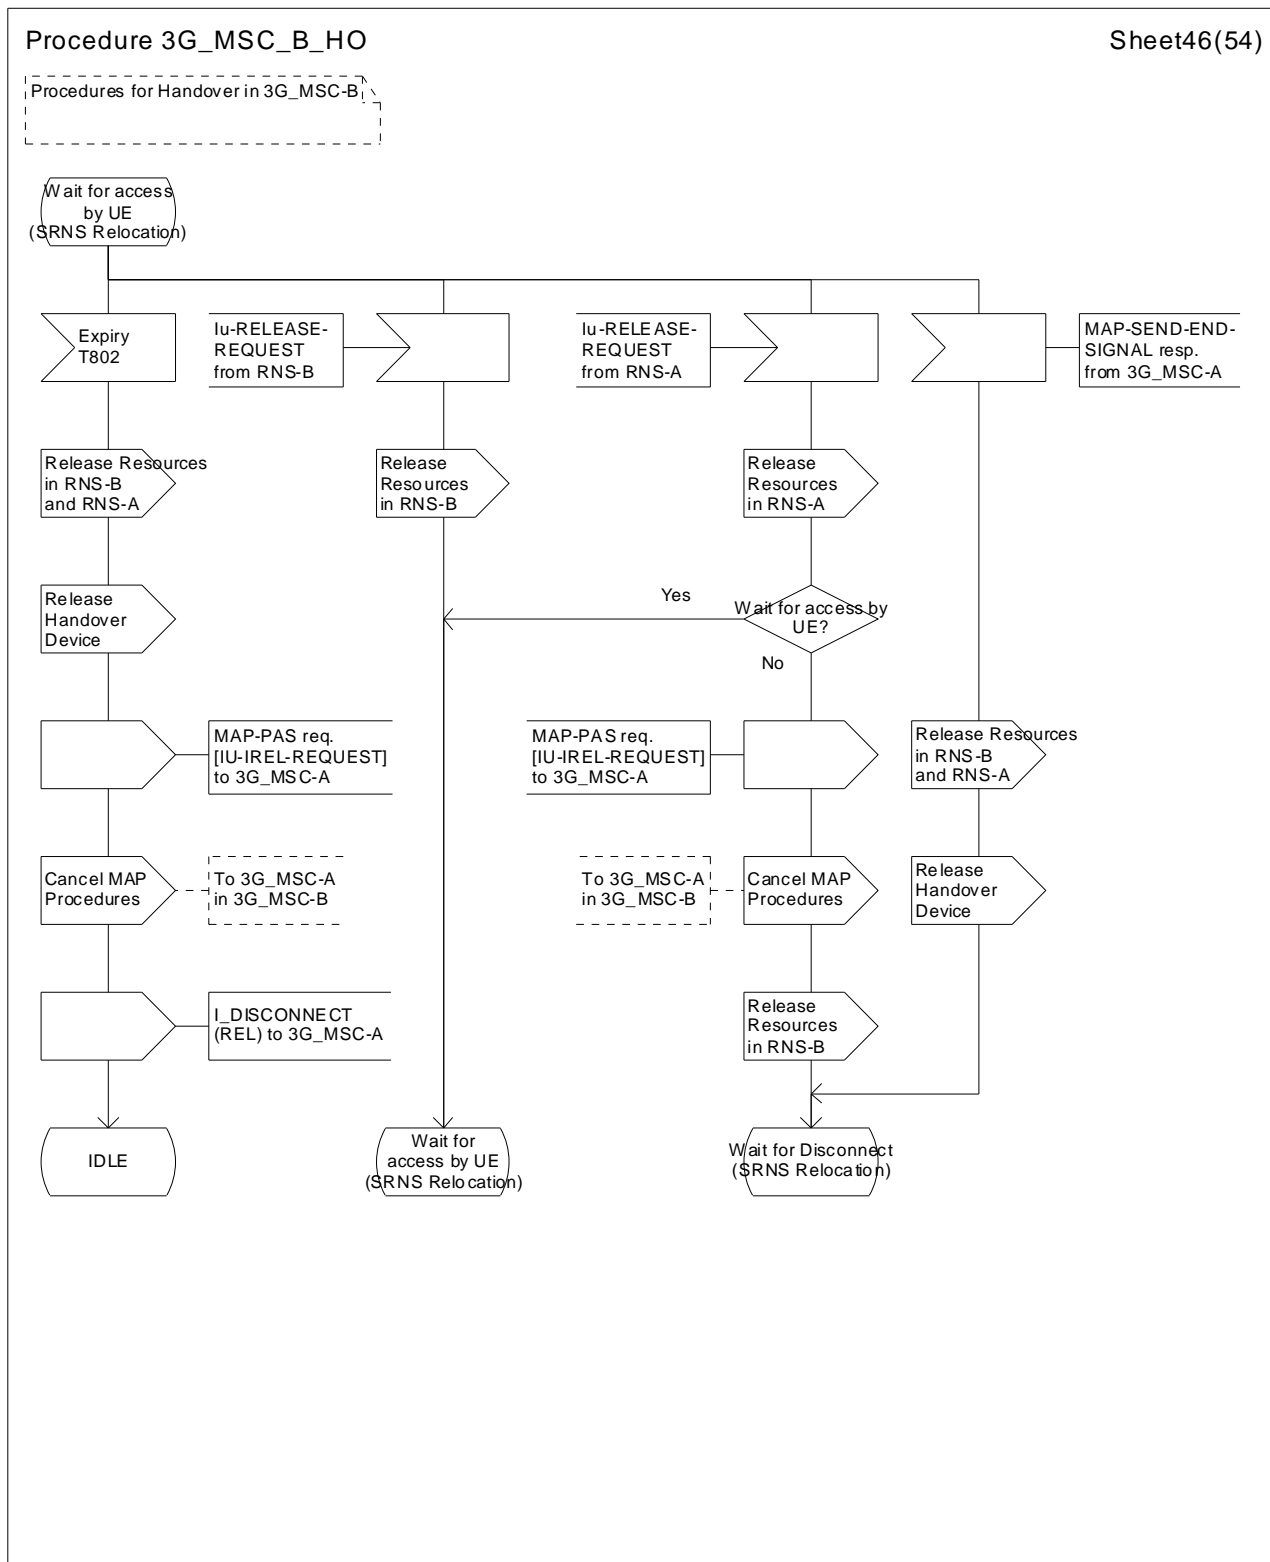 Procedure 3G_MSC_B_HO
Sheet46(54)
Procedures for Handover in 3G_MSC-B
Wait for access
by UE
(SRNS Relocation)
Expiry
T802
Iu-RELEASE-
REQUEST
from RNS-B
Iu-RELEASE-
REQUEST
from RNS-A
MAP-SEND-END-
SIGNAL resp.
from 3G_MSC-A
Release Resources
in RNS-B
and RNS-A
Release
Resources
in RNS-B
Release
Resources
in RNS-A
Release
Handover
Device
Yes
Wait for access by
UE?
No
MAP-PAS req.
[IU-IREL-REQUEST]
to 3G_MSC-A
MAP-PAS req.
[IU-IREL-REQUEST]
to 3G_MSC-A
Release Resources
in RNS-B
and RNS-A
Cancel MAP
Procedures
To 3G_MSC-A
in 3G_MSC-B
To 3G_MSC-A
in 3G_MSC-B
Cancel MAP
Procedures
Release
Handover
Device
I_DISCONNECT
(REL) to 3G_MSC-A
Release
Resources
in RNS-B
IDLE
Wait for
access by UE
(SRNS Relocation)
Wait for Disconnect
(SRNS Relocation)